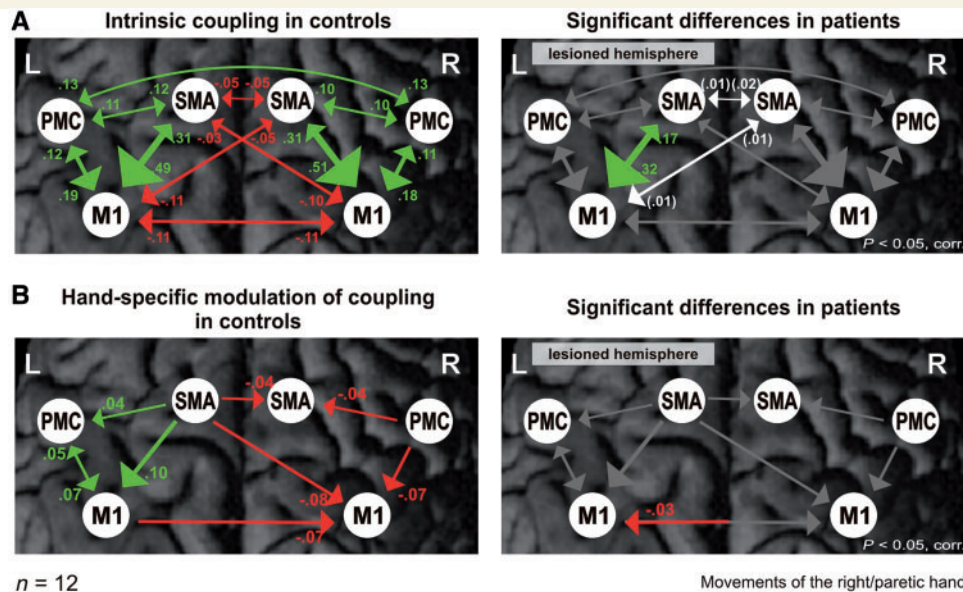 A
Intrinsic coupling in controls
Significant differences in patients
L
R
.13
.13
.11
.12
-.05
-.05
.10
.10
PMC
SMA
SMA
PMC
.12
.31
-.03
-.05
.31
.11
.49
.51
.19
-.11
-.10
.18
M1
M1
-.11
-.11
L
lesioned hemisphere
R
(.01)
(.02)
PMC
SMA
SMA
PMC
.17
(.01)
.32
(.01)
M1
M1
P < 0.05, corr.
B
Hand-specific modulation of coupling
in controls
Significant differences in patients
L
R
-.04
-.04
.04
PMC
SMA
SMA
PMC
.05
.10
.07
-.08
-.07
M1
M1
-.07
L
lesioned hemisphere
R
PMC
SMA
SMA
PMC
-.03
M1
M1
P < 0.05, corr.
n = 12
Movements of the right/paretic hand